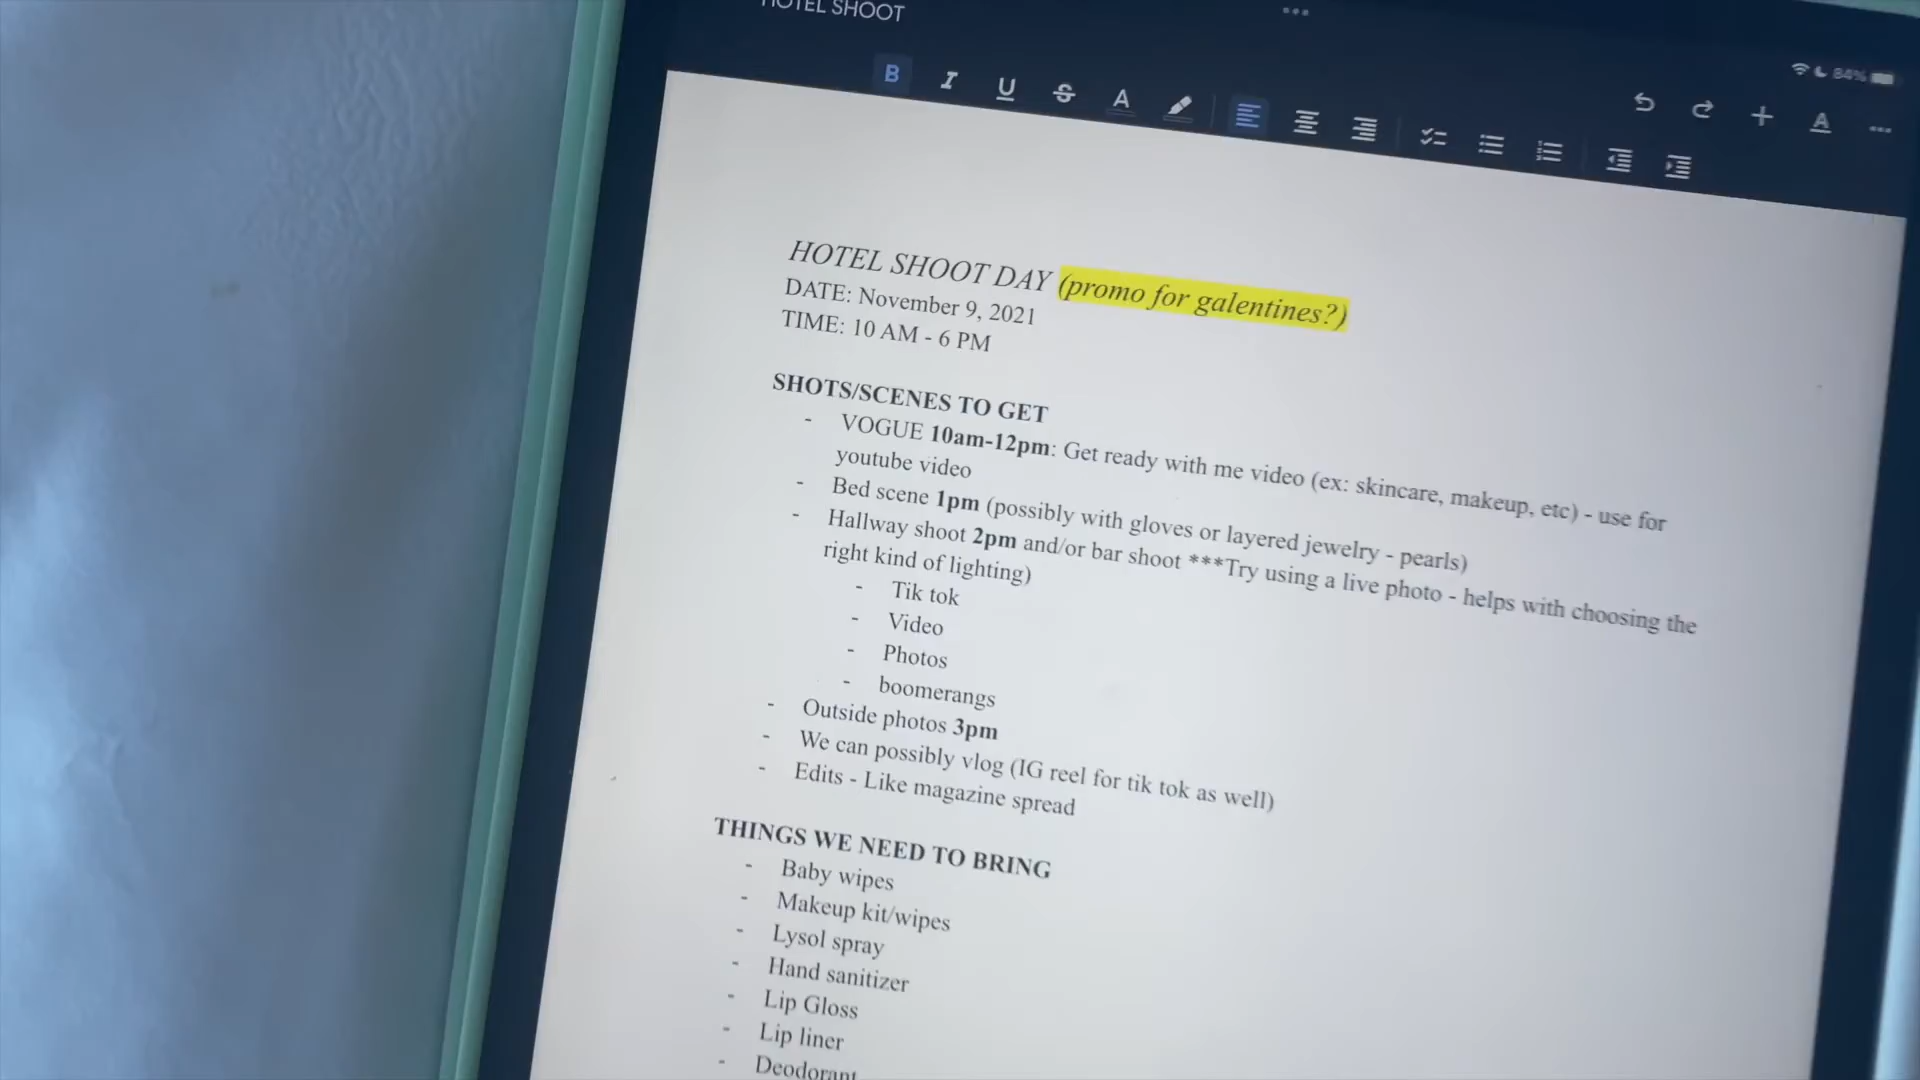 HOTEL SHOOT
84%
B I U S A
A
HOTEL SHOOT DAY (promo for galentines?)
DATE: November 9, 2021
TIME: 10 AM - 6 PM
SHOTS/SCENES TO GET
- VOGUE 10am-12pm: Get ready with me video (ex: skincare, makeup, etc) - use for
youtube video
- Bed scene 1pm (possibly with gloves or layered jewelry - pearls)
- Hallway shoot 2pm and/or bar shoot ***Try using a live photo - helps with choosing the
right kind of lighting)
- Tik tok
- Video
- Photos
- boomerangs
- Outside photos 3pm
- We can possibly vlog (IG reel for tik tok as well)
- Edits - Like magazine spread
THINGS WE NEED TO BRING
- Baby wipes
- Makeup kit/wipes
- Lysol spray
- Hand sanitizer
- Lip Gloss
- Lip liner
- Deodorant